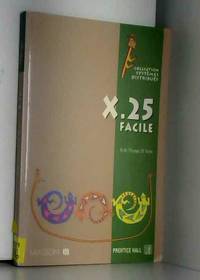 COLLECTION
SYSTÈMES
DISTRIBUÉS
X.25
FACILE
MASSON
PRENTICE HALL